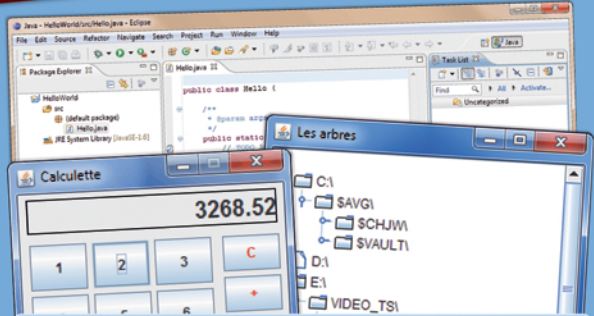 Java - HelloWorld/src/Hello.java - Eclipse
File Edit Source Refactor Navigate Search Project Run Window Help
Java
Package Explorer
Hello.java
Task List
HelloWorld
src
(default package)
Hello.java
JRE System Library [JavaSE-1.6]
public class Hello {
/**
* @param
*/
public static
// TODO
Find
All
Activate...
Uncategorized
Calculette
3268.52
1 2 3 C
6 +
Les arbres
C:\
$AVG\
$CHJW\
$VAULT\
D:\
E:\
VIDEO_TS\